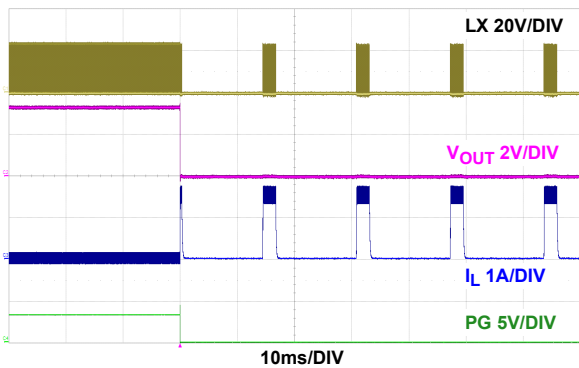 LX 20V/DIV
VOUT 2V/DIV
IL 1A/DIV
PG 5V/DIV
10ms/DIV